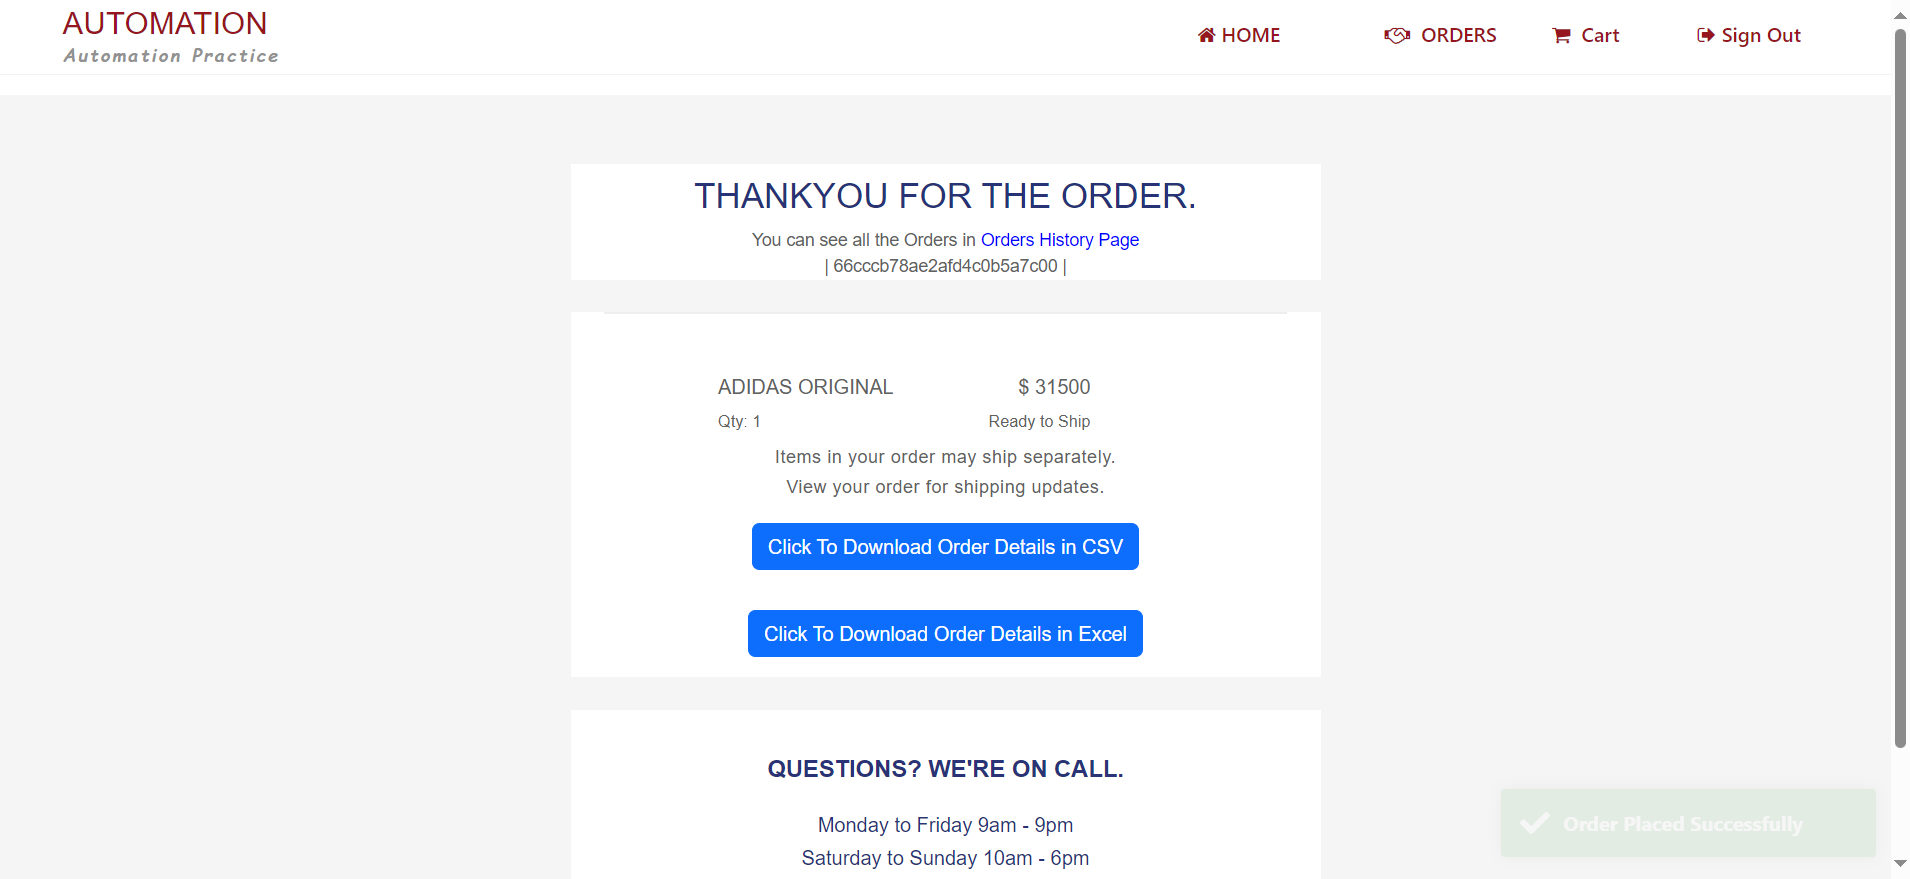 AUTOMATION
Automation Practice
HOME
ORDERS
Cart
Sign Out
THANKYOU FOR THE ORDER.
You can see all the Orders in Orders History Page
| 66cccb78ae2afd4c0b5a7c00 |
ADIDAS ORIGINAL
$ 31500
Qty: 1
Ready to Ship
Items in your order may ship separately.
View your order for shipping updates.
Click To Download Order Details in CSV
Click To Download Order Details in Excel
QUESTIONS? WE'RE ON CALL.
Monday to Friday 9am - 9pm
Saturday to Sunday 10am - 6pm
Order Placed Successfully